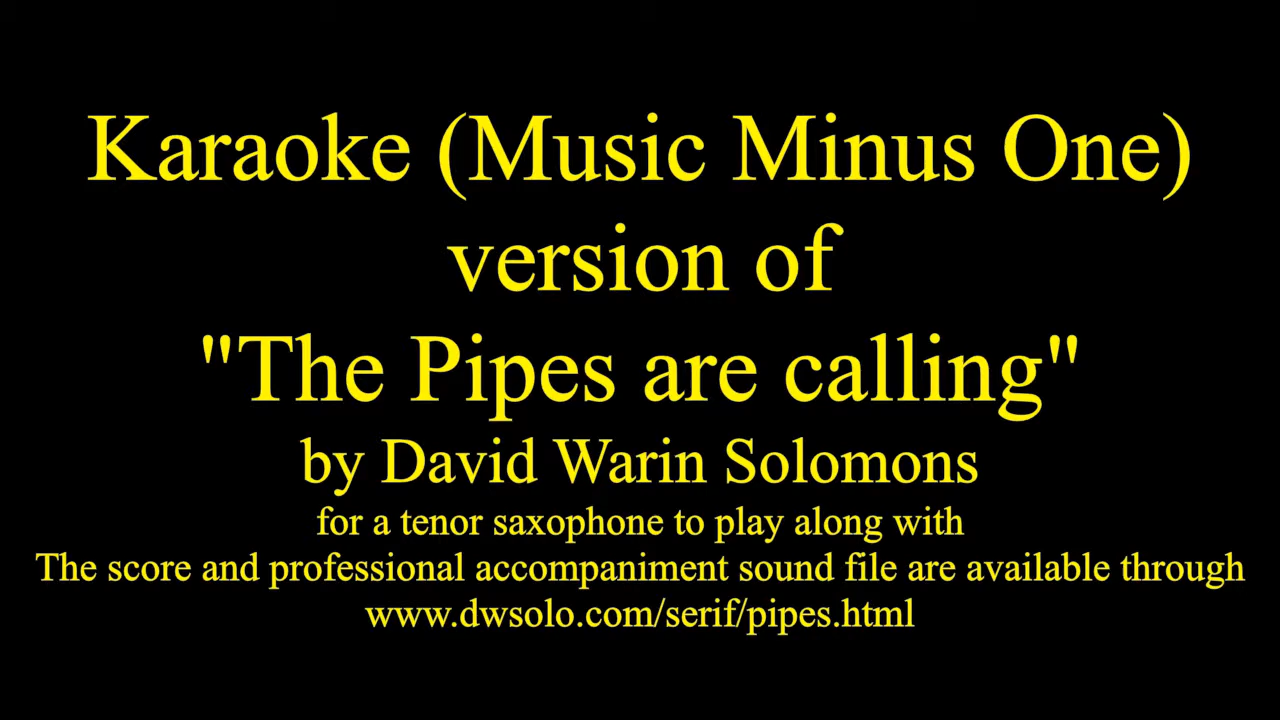 Karaoke (Music Minus One)
version of
"The Pipes are calling"
by David Warin Solomons
for a tenor saxophone to play along with
The score and professional accompaniment sound file are available through
www.dwsolo.com/serif/pipes.html